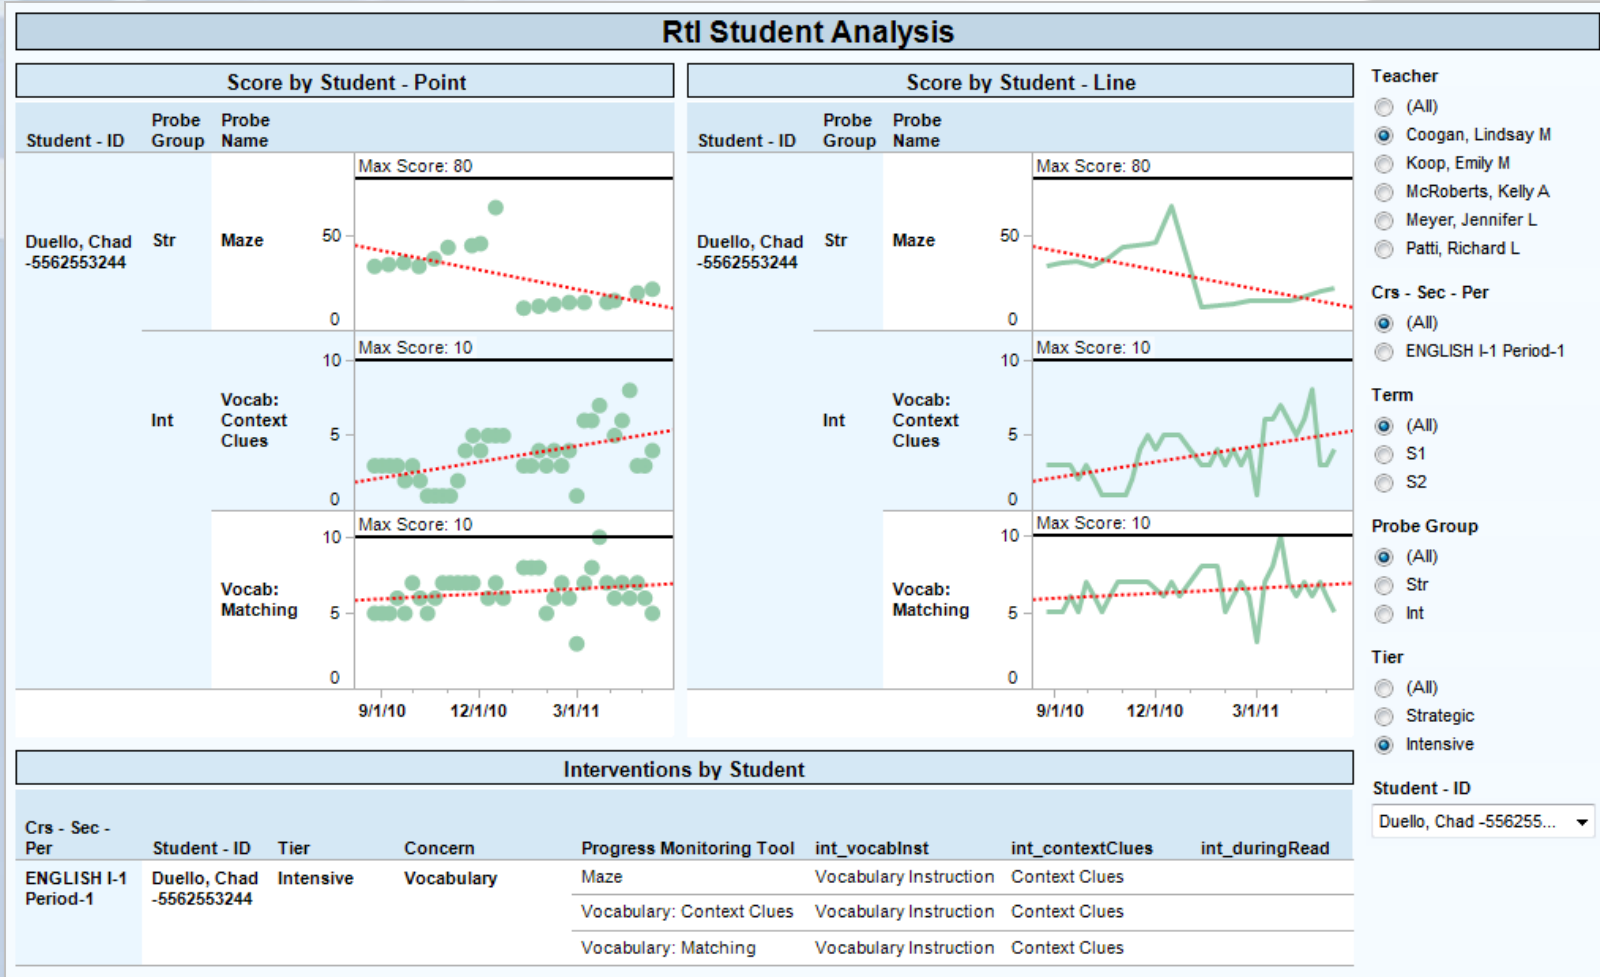 RtI Student Analysis
Score by Student - Point
Student - ID
Probe Group
Probe Name
Duello, Chad
-5562553244
Str
Maze
Max Score: 80
50
0
Int
Vocab:
Context
Clues
Max Score: 10
10
5
0
Vocab:
Matching
Max Score: 10
10
5
0
9/1/10 12/1/10 3/1/11
Score by Student - Line
Student - ID
Probe Group
Probe Name
Duello, Chad
-5562553244
Str
Maze
Max Score: 80
50
0
Int
Vocab:
Context
Clues
Max Score: 10
10
5
0
Vocab:
Matching
Max Score: 10
10
5
0
9/1/10 12/1/10 3/1/11
Teacher
(All)
Coogan, Lindsay M
Koop, Emily M
McRoberts, Kelly A
Meyer, Jennifer L
Patti, Richard L
Crs - Sec - Per
(All)
ENGLISH I-1 Period-1
Term
(All)
S1
S2
Probe Group
(All)
Str
Int
Tier
(All)
Strategic
Intensive
Student - ID
Duello, Chad -556255...
Interventions by Student
Crs - Sec -
Per Student - ID Tier Concern Progress Monitoring Tool int_vocabInst int_contextClues int_duringRead
ENGLISH I-1
Period-1
Duello, Chad
-5562553244
Intensive
Vocabulary
Maze Vocabulary Instruction Context Clues
Vocabulary: Context Clues Vocabulary Instruction Context Clues
Vocabulary: Matching Vocabulary Instruction Context Clues